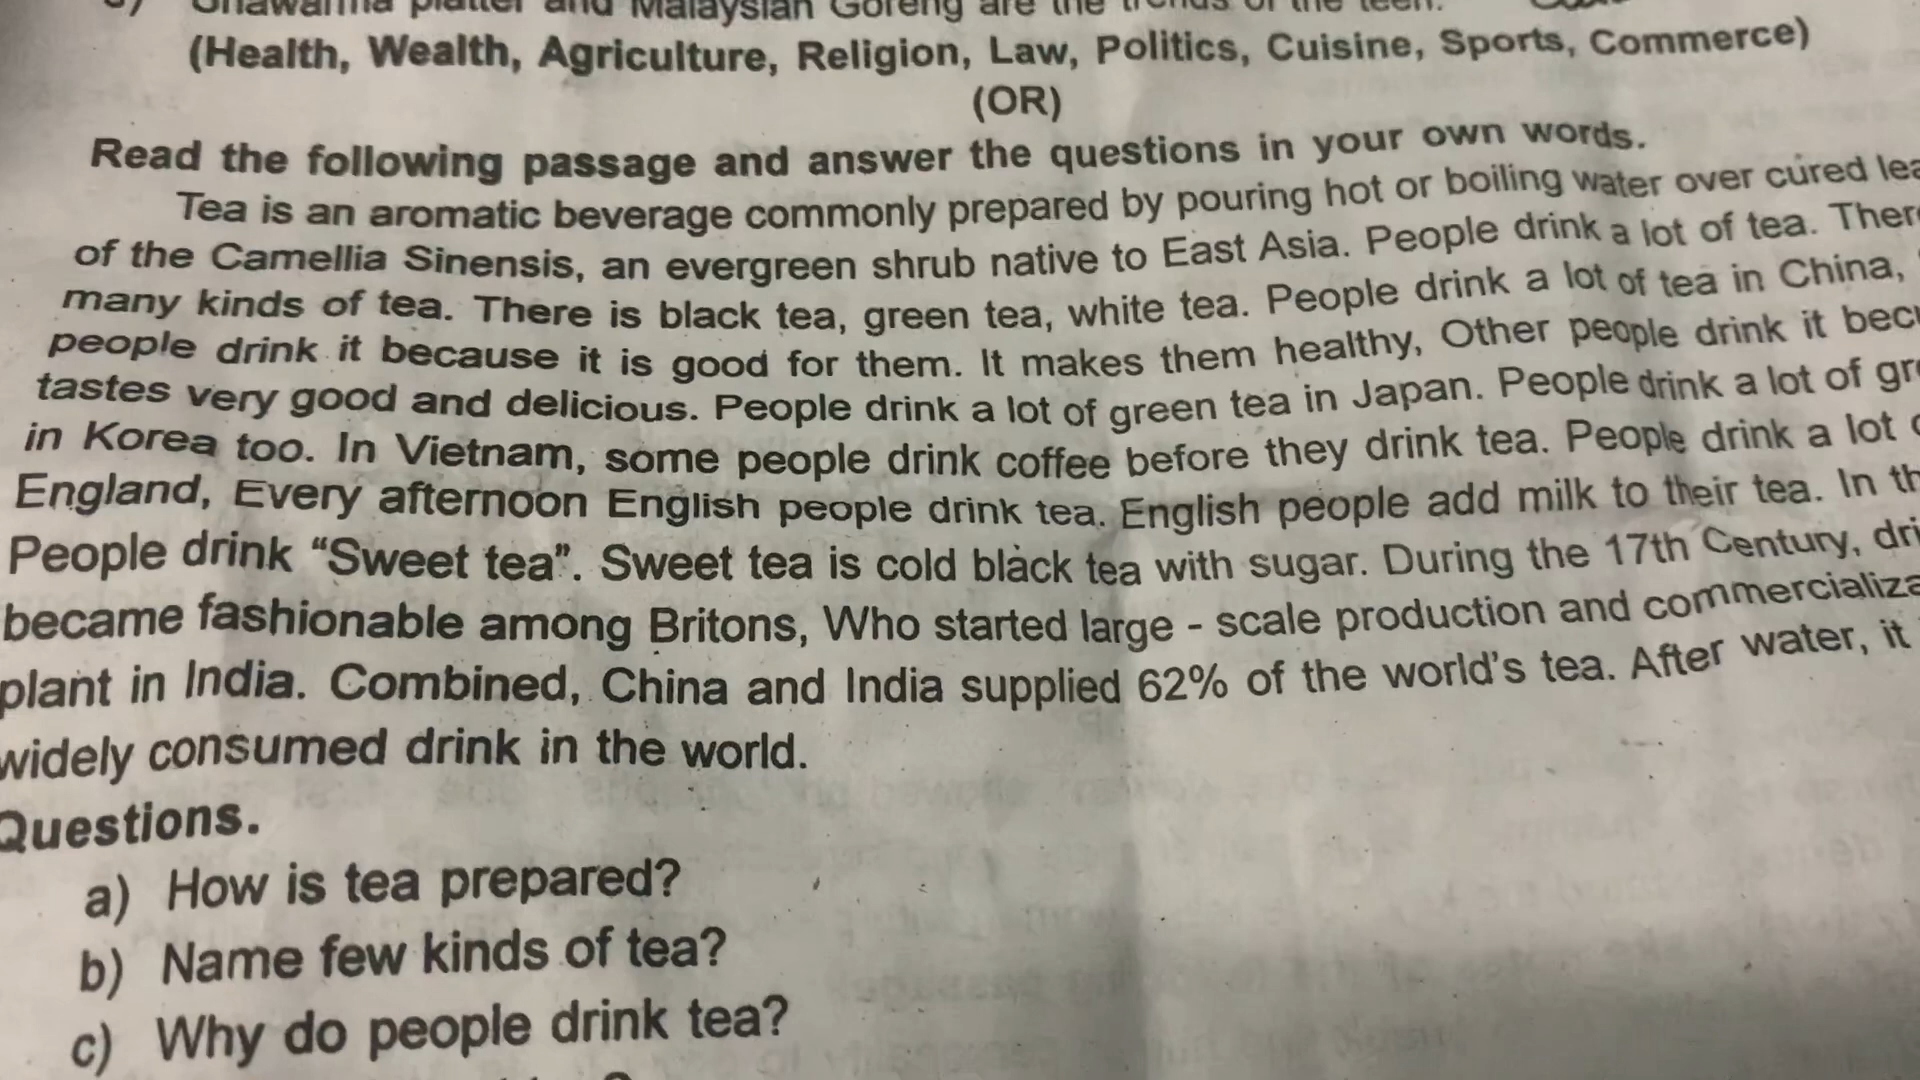 platter and Malaysian Goreng are the of the teen.
(Health, Wealth, Agriculture, Religion, Law, Politics, Cuisine, Sports, Commerce)
(OR)
Read the following passage and answer the questions in your own words.
Tea is an aromatic beverage commonly prepared by pouring hot or boiling water over cured
of the Camellia Sinensis, an evergreen shrub native to East Asia. People drink a lot of tea.
many kinds of tea. There is black tea, green tea, white tea. People drink a lot of tea in China,
people drink it because it is good for them. It makes them healthy, Other people drink it
tastes very good and delicious. People drink a lot of green tea in Japan. People drink a lot of
in Korea too. In Vietnam, some people drink coffee before they drink tea. People drink a lot
England, Every afternoon English people drink tea. English people add milk to their tea. In
People drink “Sweet tea”. Sweet tea is cold black tea with sugar. During the 17th Century,
became fashionable among Britons, Who started large - scale production and
plant in India. Combined, China and India supplied 62% of the world's tea. After water, it
widely consumed drink in the world.
Questions.
a) How is tea prepared?
b) Name few kinds of tea?
c) Why do people drink tea?